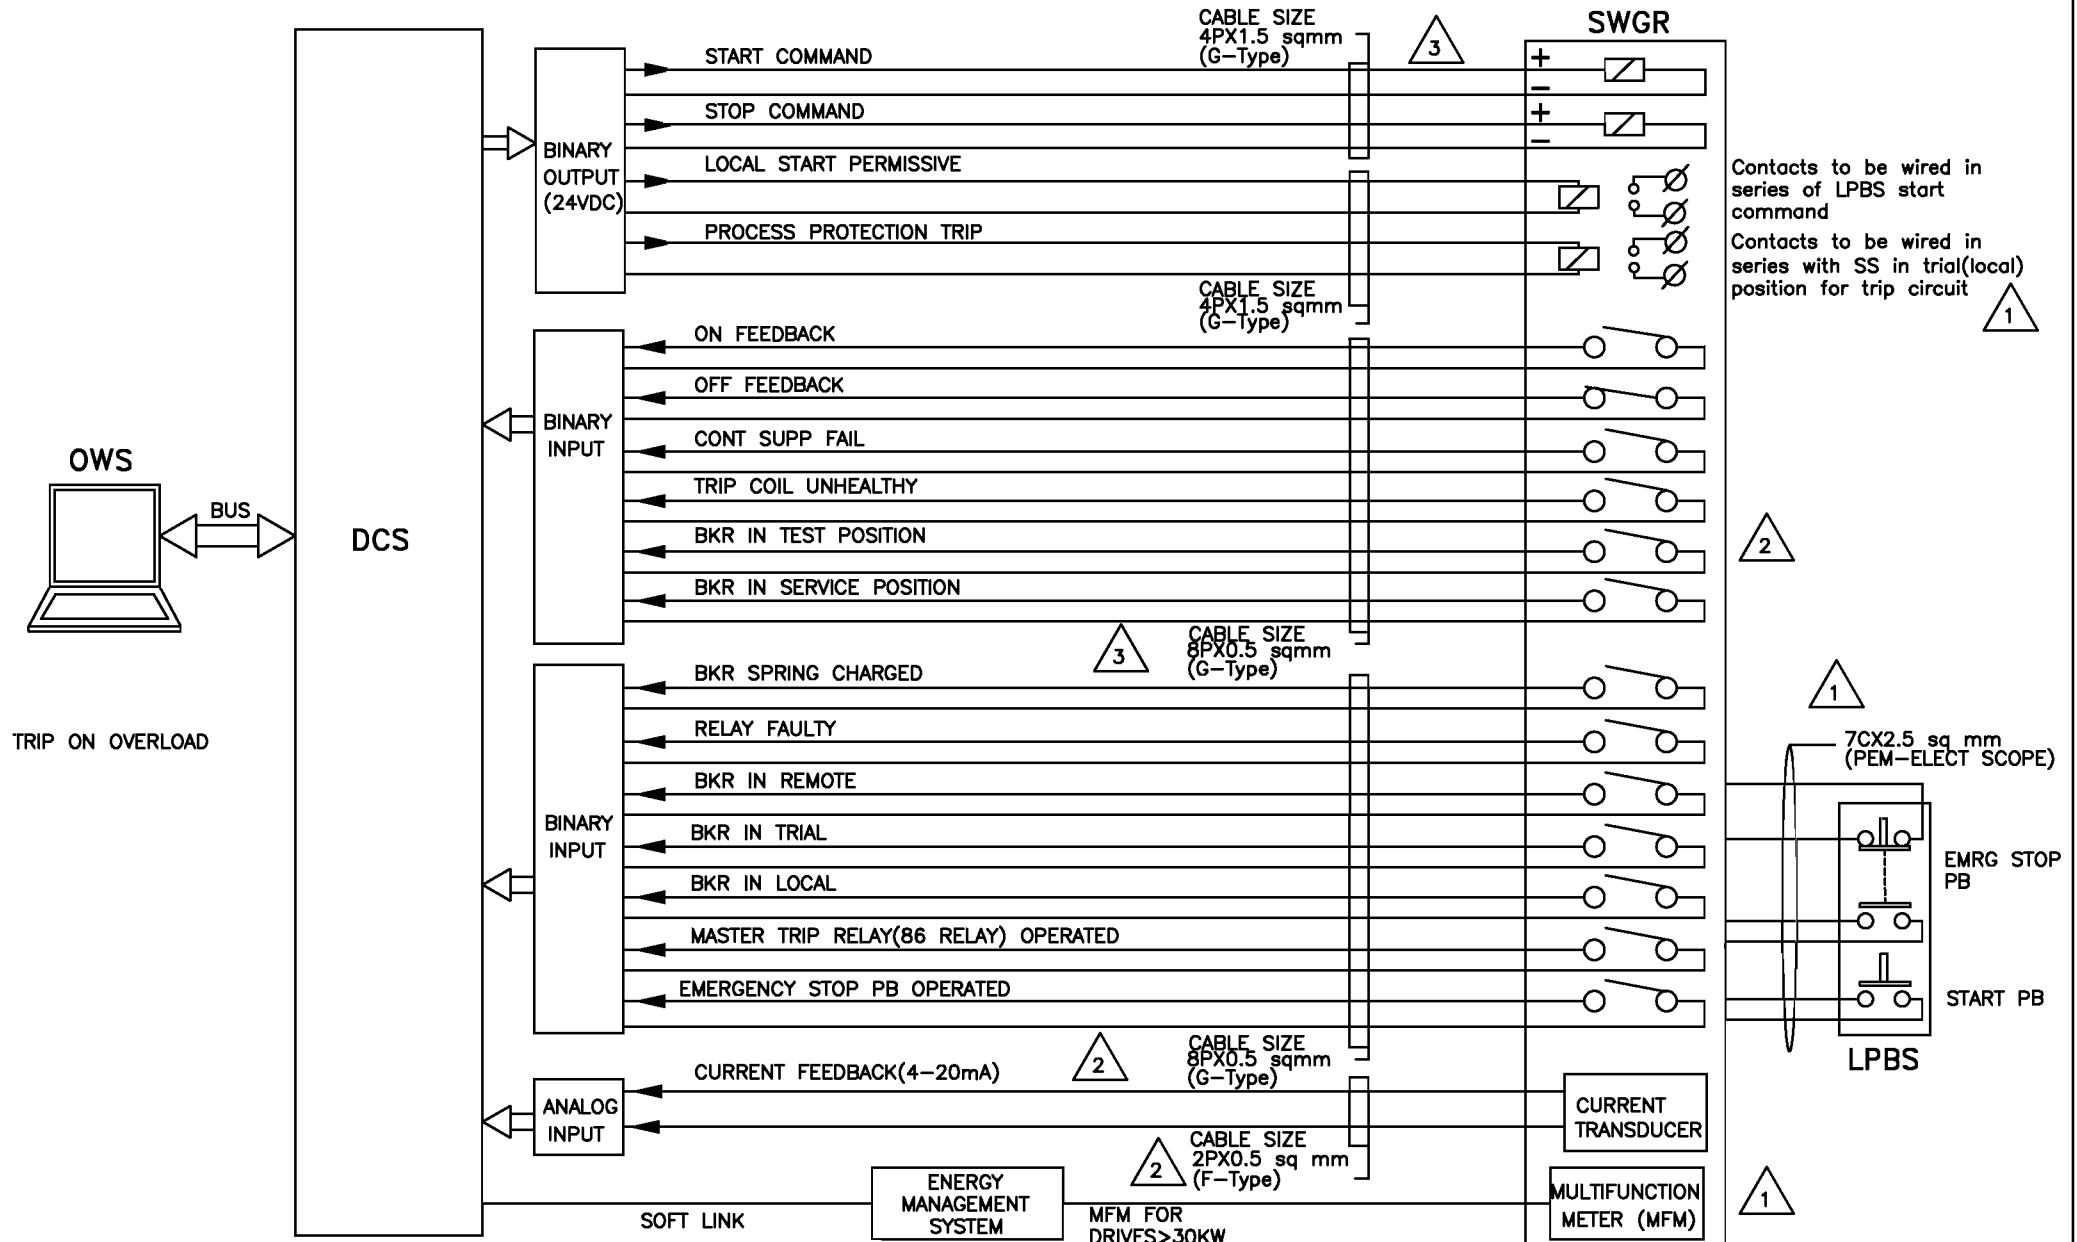 CABLE SIZE
4PX1.5 sqmm
(G-Type)
3
SWGR
START COMMAND
+
-
STOP COMMAND
+
-
BINARY
OUTPUT
(24VDC)
LOCAL START PERMISSIVE
Contacts to be wired in
series of LPBS start
command
PROCESS PROTECTION TRIP
Contacts to be wired in
series with SS in trial(local)
position for trip circuit
1
CABLE SIZE
4PX1.5 sqmm
(G-Type)
ON FEEDBACK
OFF FEEDBACK
BINARY
INPUT
CONT SUPP FAIL
TRIP COIL UNHEALTHY
BKR IN TEST POSITION
2
BKR IN SERVICE POSITION
OWS
BUS
DCS
3
CABLE SIZE
8PX0.5 sqmm
(G-Type)
BKR SPRING CHARGED
1
TRIP ON OVERLOAD
RELAY FAULTY
7CX2.5 sq mm
(PEM-ELECT SCOPE)
BKR IN REMOTE
BINARY
INPUT
BKR IN TRIAL
EMRG STOP
PB
BKR IN LOCAL
MASTER TRIP RELAY(86 RELAY) OPERATED
EMERGENCY STOP PB OPERATED
START PB
LPBS
2
CABLE SIZE
8PX0.5 sqmm
(G-Type)
CURRENT FEEDBACK(4-20mA)
ANALOG
INPUT
CURRENT
TRANSDUCER
2
CABLE SIZE
2PX0.5 sq mm
(F-Type)
ENERGY
MANAGEMENT
SYSTEM
SOFT LINK
MFM FOR
DRIVES>30KW
MULTIFUNCTION
METER (MFM)
1